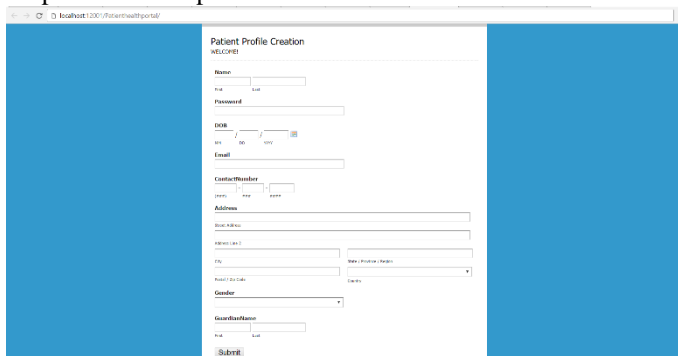 localhost:12001/Patienthealthportal/
Patient Profile Creation
WELCOME!
Name
First Last
Password
DOB
/ /
MM DD YYYY
Email
ContactNumber
- -
#### ### ####
Address
Street Address
Address Line 2
City State / Province / Region
Postal / Zip Code Country
Gender
GuardianName
First Last
Submit